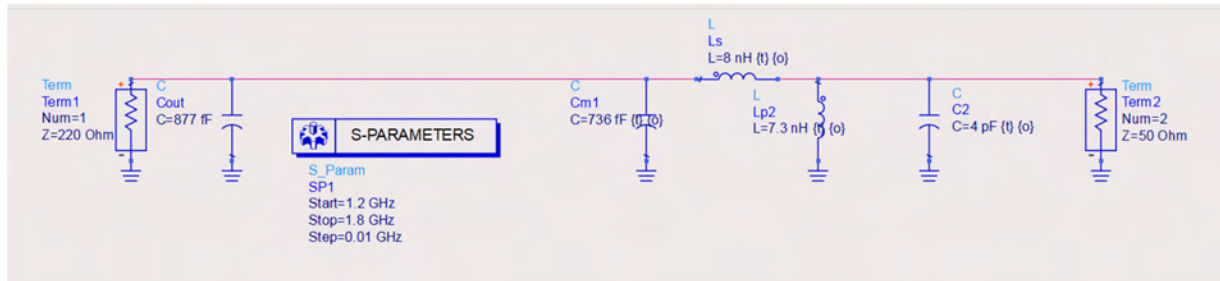 L
Ls
L=8 nH {t} {o}
Term
Term1
Num=1
Z=220 Ohm
+
-
C
Cout
C=877 fF
S-PARAMETERS
S_Param
SP1
Start=1.2 GHz
Stop=1.8 GHz
Step=0.01 GHz
C
Cm1
C=736 fF {t} {o}
L
Lp2
L=7.3 nH {t} {o}
C
C2
C=4 pF {t} {o}
+
-
Term
Term2
Num=2
Z=50 Ohm